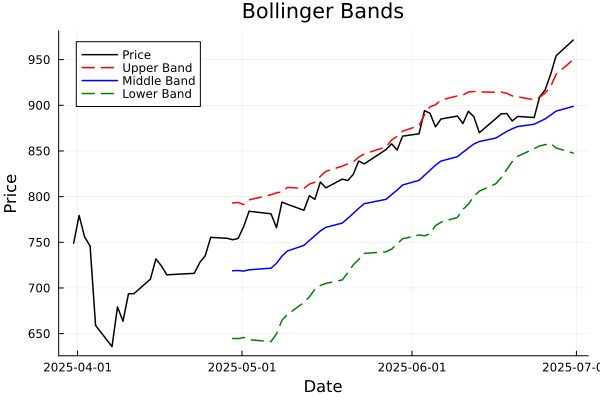 Bollinger Bands
Price
Upper Band
Middle Band
Lower Band
950
900
850
800
750
700
650
Price
2025-04-01
2025-05-01
2025-06-01
2025-07-0
Date